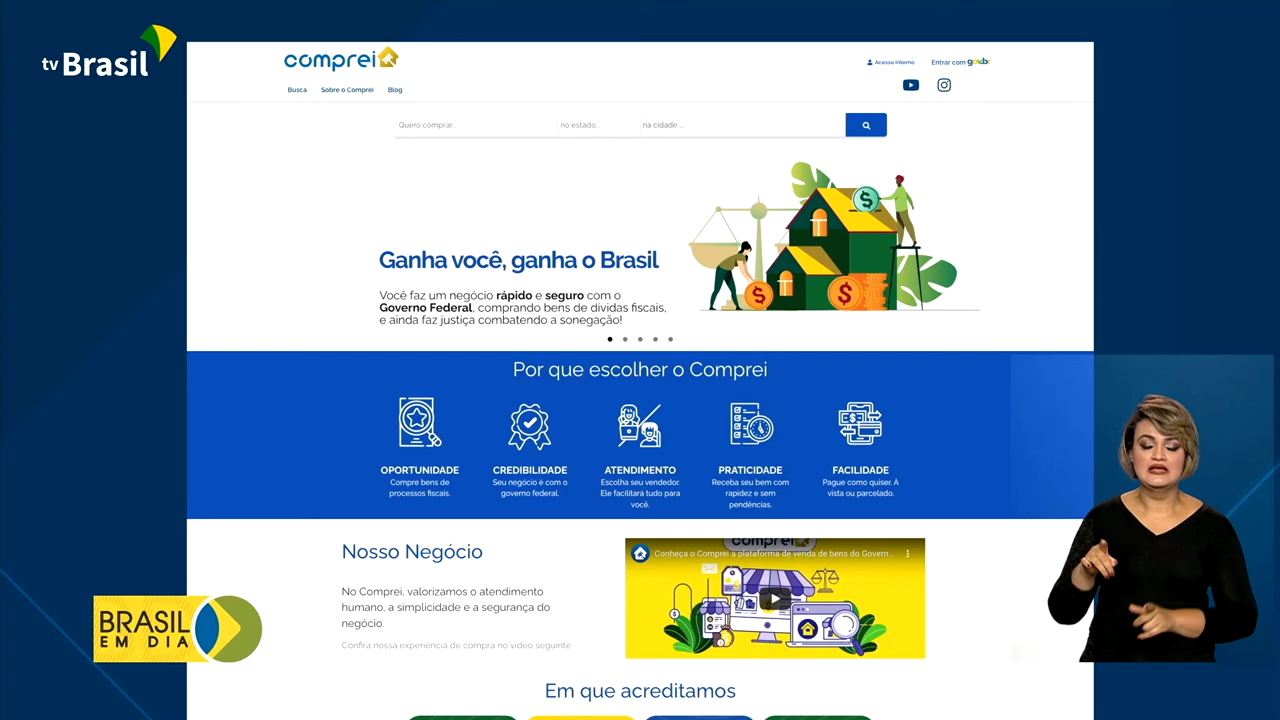 tv Brasil
comprei
Acesso Interno
Entrar com gov.br
Busca
Sobre o Comprei
Blog
Quero comprar...
no estado...
na cidade ...
Ganha você, ganha o Brasil
Você faz um negócio rápido e seguro com o
Governo Federal, comprando bens de dívidas fiscais,
e ainda faz justiça combatendo a sonegação!
Por que escolher o Comprei
OPORTUNIDADE
Compre bens de
processos fiscais.
CREDIBILIDADE
Seu negócio é com o
governo federal.
ATENDIMENTO
Escolha seu vendedor.
Ele facilitará tudo para
você.
PRATICIDADE
Receba seu bem com
rapidez e sem
pendências.
FACILIDADE
Pague como quiser. À
vista ou parcelado.
Nosso Negócio
No Comprei, valorizamos o atendimento
humano, a simplicidade e a segurança do
negócio.
Confira nossa experiência de compra no vídeo seguinte
comprei
Conheça o Comprei a plataforma de venda de bens do Govern...
BRASIL
EM DIA
Em que acreditamos